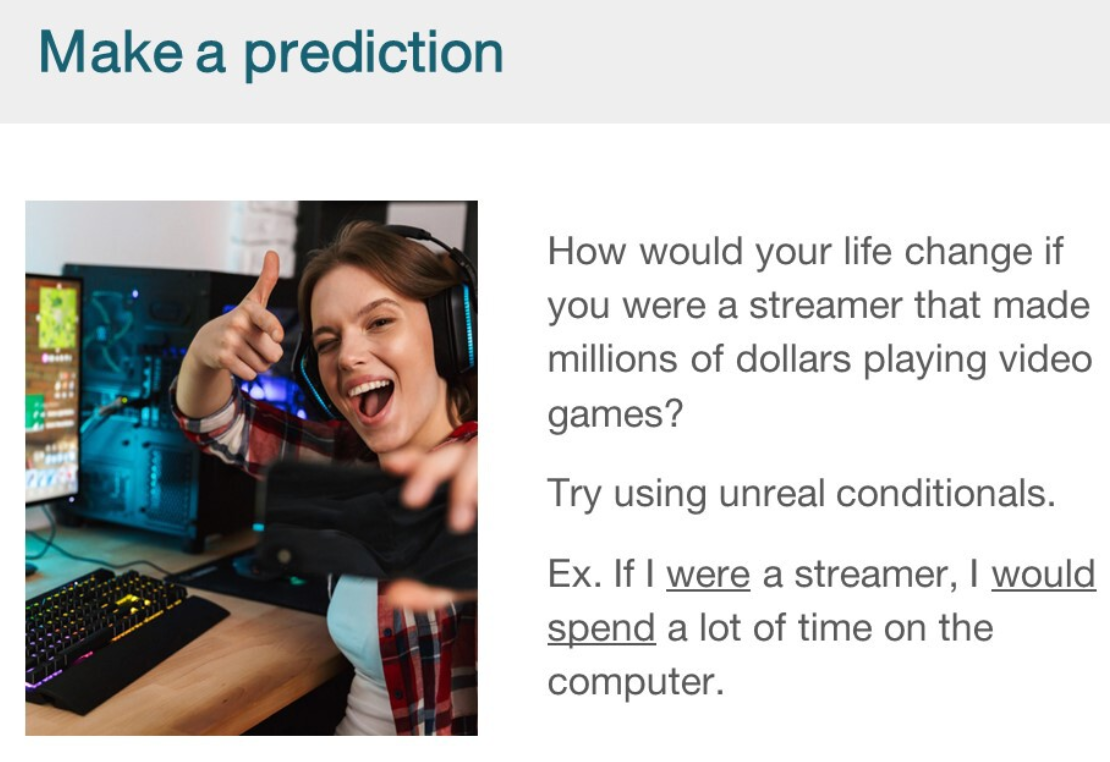 Make a prediction
How would your life change if
you were a streamer that made
millions of dollars playing video
games?
Try using unreal conditionals.
Ex. If I were a streamer, I would
spend a lot of time on the
computer.